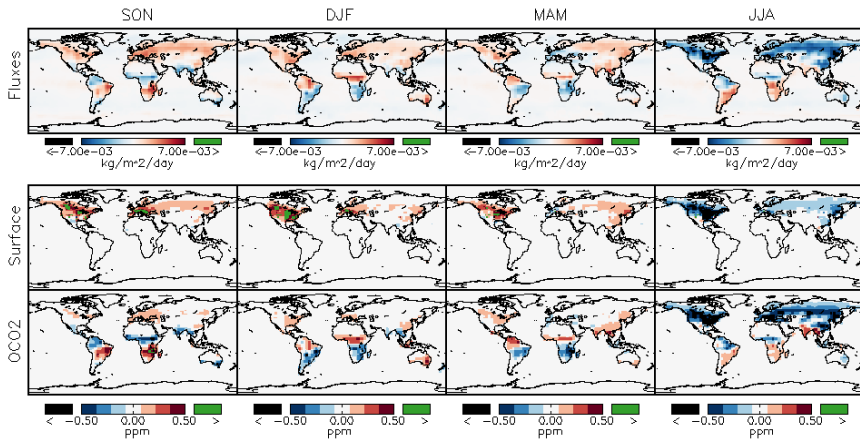 SON DJF MAM JJA
Fluxes
<-7.00e-03 7.00e-03> <-7.00e-03 7.00e-03> <-7.00e-03 7.00e-03> <-7.00e-03 7.00e-03>
kg/m^2/day kg/m^2/day kg/m^2/day kg/m^2/day
Surface
OCO2
< -0.50 0.00 0.50 > < -0.50 0.00 0.50 > < -0.50 0.00 0.50 > < -0.50 0.00 0.50 >
ppm ppm ppm ppm